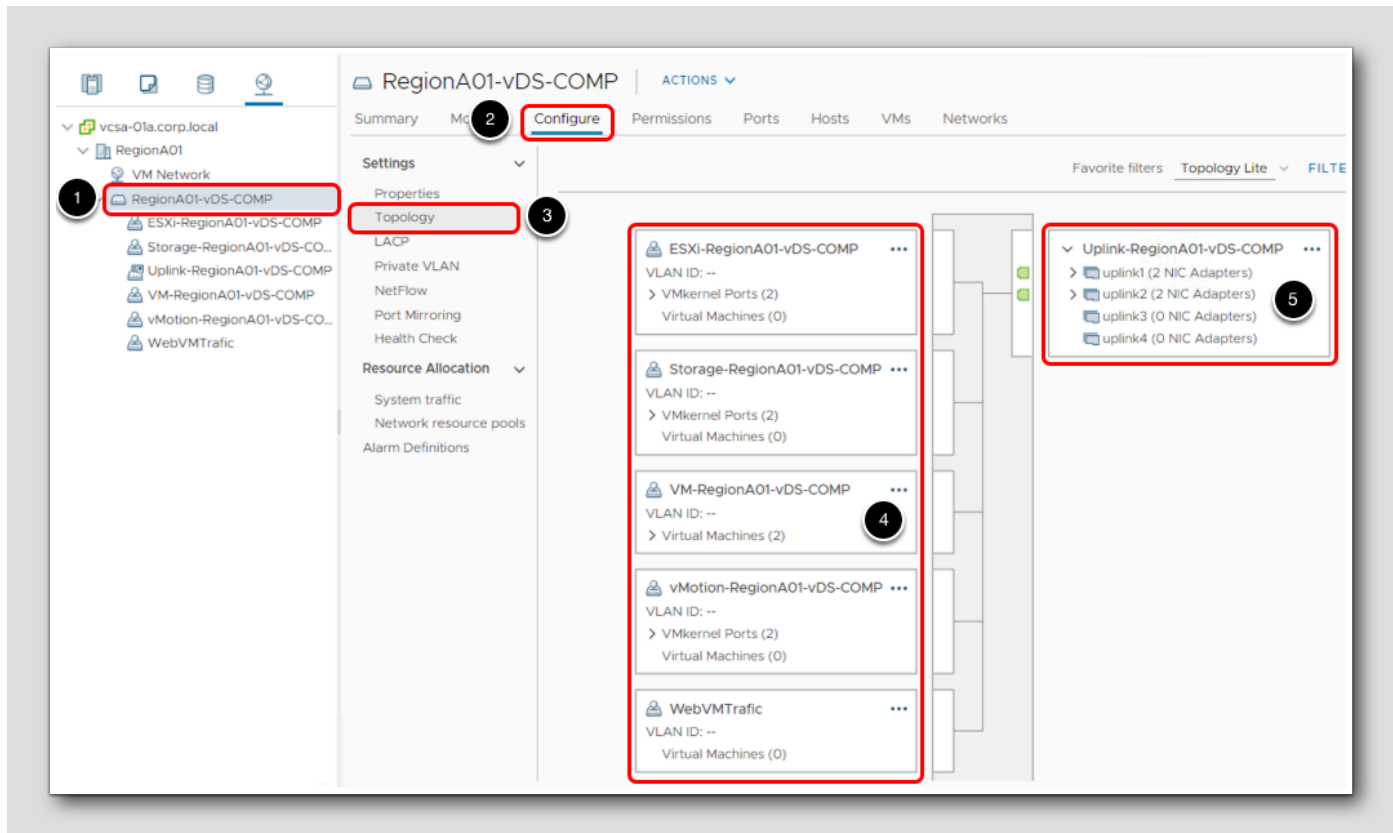 vcsa-01a.corp.local
RegionA01
VM Network
1
RegionA01-vDS-COMP
ESXi-RegionA01-vDS-COMP
Storage-RegionA01-vDS-CO...
Uplink-RegionA01-vDS-COMP
VM-RegionA01-vDS-COMP
vMotion-RegionA01-vDS-CO...
WebVMTrafic
RegionA01-vDS-COMP ACTIONS
Summary 2 Configure Permissions Ports Hosts VMs Networks
Settings
Properties
Topology 3
LACP
Private VLAN
NetFlow
Port Mirroring
Health Check
Resource Allocation
System traffic
Network resource pools
Alarm Definitions
Favorite filters Topology Lite FILTE
ESXi-RegionA01-vDS-COMP ...
VLAN ID: --
VMkernel Ports (2)
Virtual Machines (0)
Storage-RegionA01-vDS-COMP ...
VLAN ID: --
VMkernel Ports (2)
Virtual Machines (0)
VM-RegionA01-vDS-COMP ...
VLAN ID: --
4
Virtual Machines (2)
vMotion-RegionA01-vDS-COMP ...
VLAN ID: --
VMkernel Ports (2)
Virtual Machines (0)
WebVMTrafic ...
VLAN ID: --
Virtual Machines (0)
Uplink-RegionA01-vDS-COMP ...
uplink1 (2 NIC Adapters)
uplink2 (2 NIC Adapters)
5
uplink3 (0 NIC Adapters)
uplink4 (0 NIC Adapters)